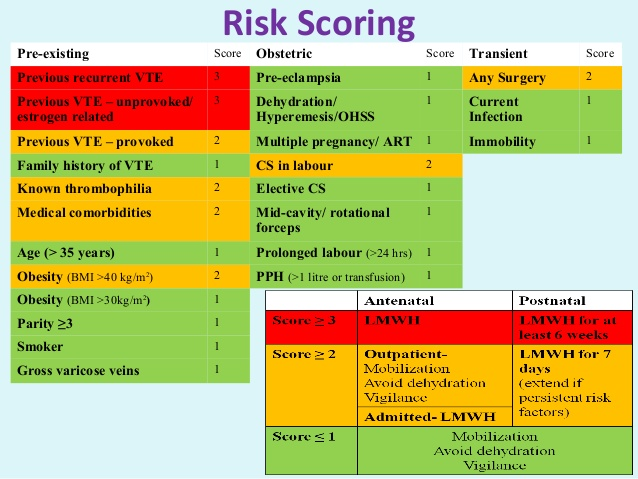 Risk Scoring
Pre-existing Score Obstetric Score Transient Score
Previous recurrent VTE 3 Pre-eclampsia 1 Any Surgery 2
Previous VTE – unprovoked/ estrogen related 3 Dehydration/ Hyperemesis/OHSS 1 Current Infection 1
Previous VTE – provoked 2 Multiple pregnancy/ ART 1 Immobility 1
Family history of VTE 1 CS in labour 2
Known thrombophilia 2 Elective CS 1
Medical comorbidities 2 Mid-cavity/ rotational forceps 1
Age (> 35 years) 1 Prolonged labour (>24 hrs) 1
Obesity (BMI >40 kg/m²) 2 PPH (>1 litre or transfusion) 1
Obesity (BMI >30kg/m²) 1
Parity ≥3 1
Smoker 1
Gross varicose veins 1
Antenatal Postnatal
Score ≥ 3 LMWH LMWH for at least 6 weeks
Score ≥ 2 Outpatient- Mobilization Avoid dehydration Vigilance LMWH for 7 days (extend if persistent risk factors)
Admitted- LMWH
Score ≤ 1 Mobilization
Avoid dehydration
Vigilance